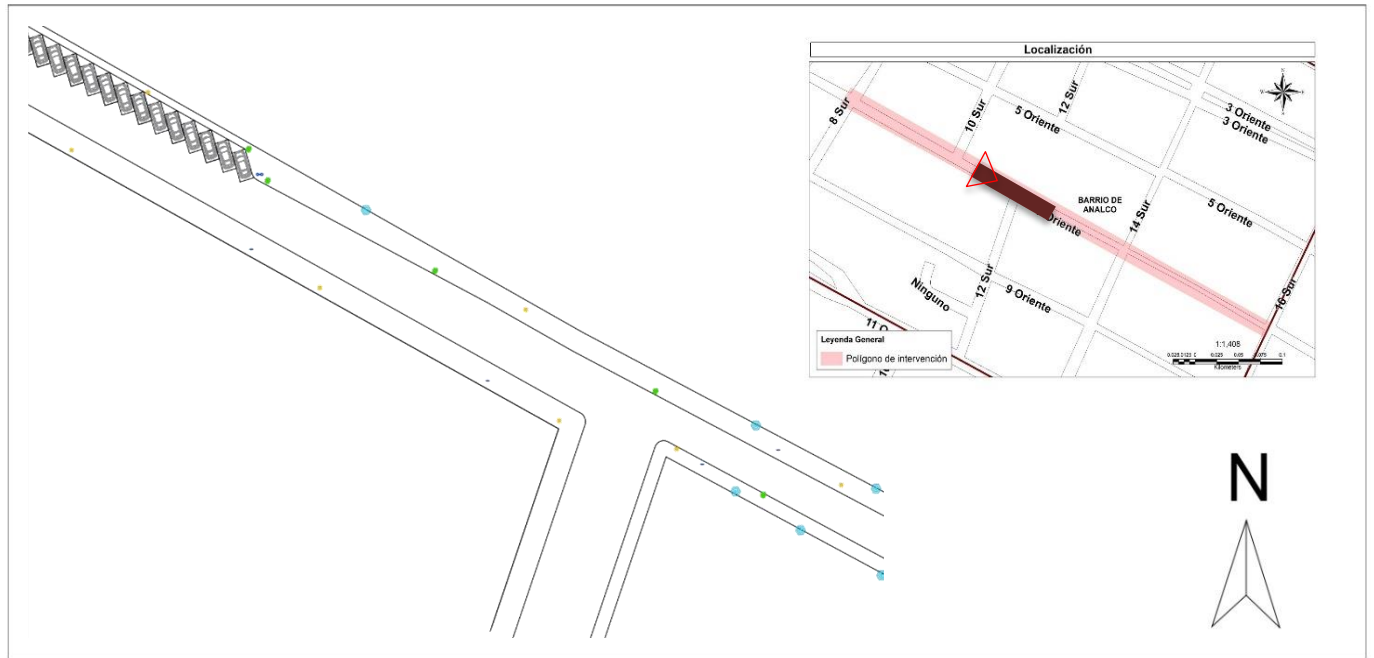 Localización
8 Sur
10 Sur
12 Sur
5 Oriente
3 Oriente
3 Oriente
BARRIO DE
ANALCO
Oriente
14 Sur
5 Oriente
Ninguno
12 Sur
9 Oriente
16 Sur
11 O
Leyenda General
Polígono de intervención
1:1,408
Kilometers
N